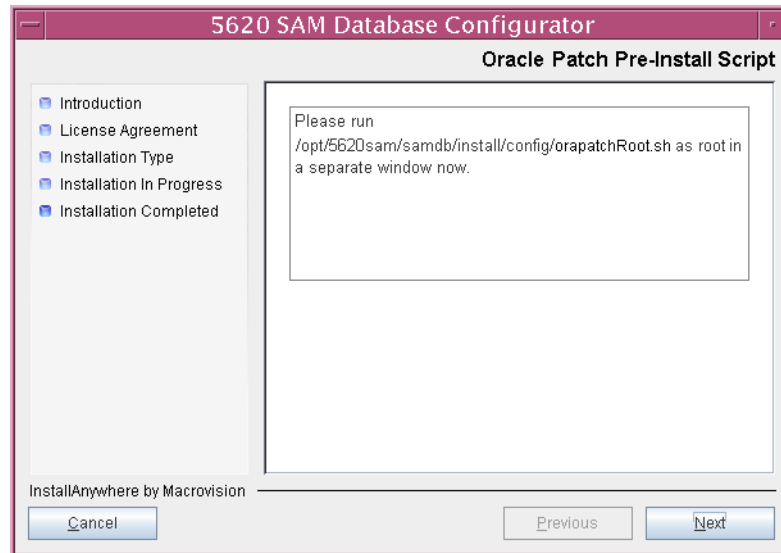 5620 SAM Database Configurator
Oracle Patch Pre-Install Script
Introduction
License Agreement
Installation Type
Installation In Progress
Installation Completed
Please run
/opt/5620sam/samdb/install/config/orapatchRoot.sh as root in
a separate window now.
InstallAnywhere by Macrovision
Cancel
Previous
Next